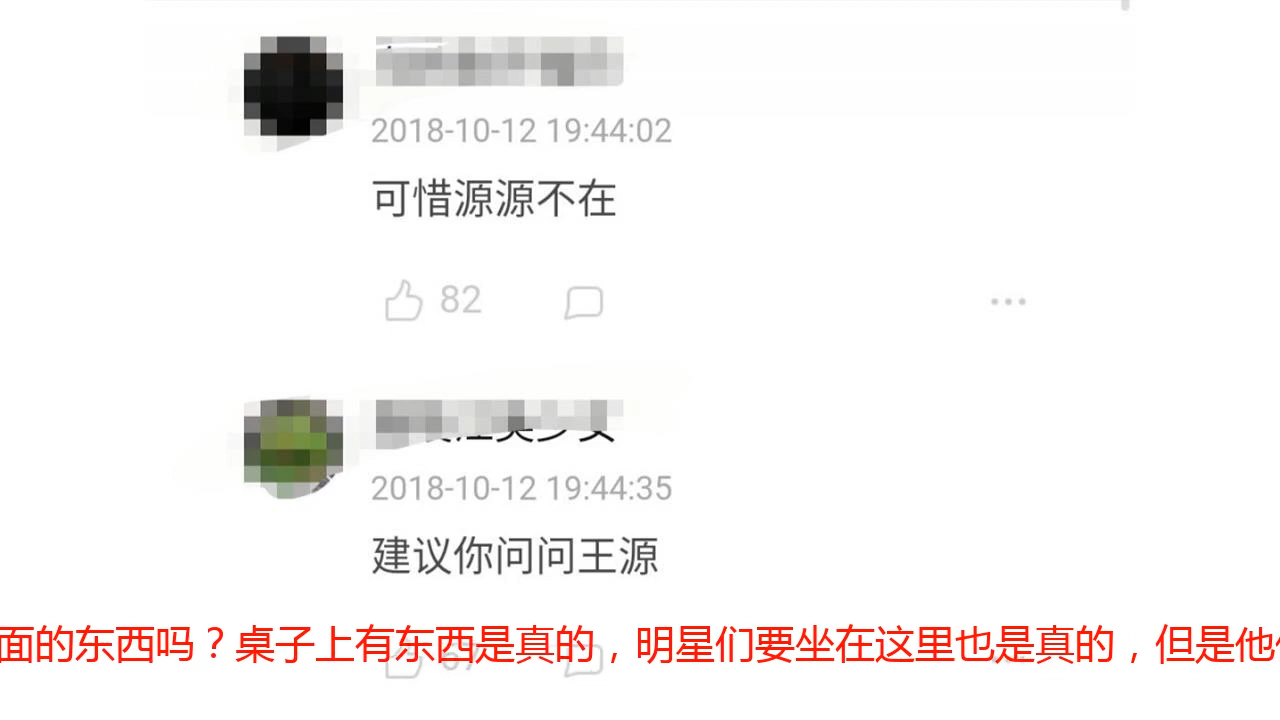 2018-10-12 19:44:02
可惜源源不在
82
2018-10-12 19:44:35
建议你问问王源
面的东西吗？桌子上有东西是真的，明星们要坐在这里也是真的，但是他
67